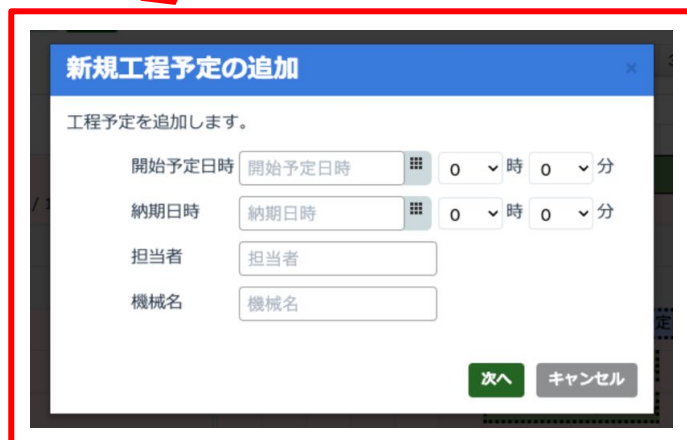 新規工程予定の追加 ×
工程予定を追加します。
開始予定日時 開始予定日時 0 時 0 分
納期日時 納期日時 0 時 0 分
担当者 担当者
機械名 機械名
次へ キャンセル
定